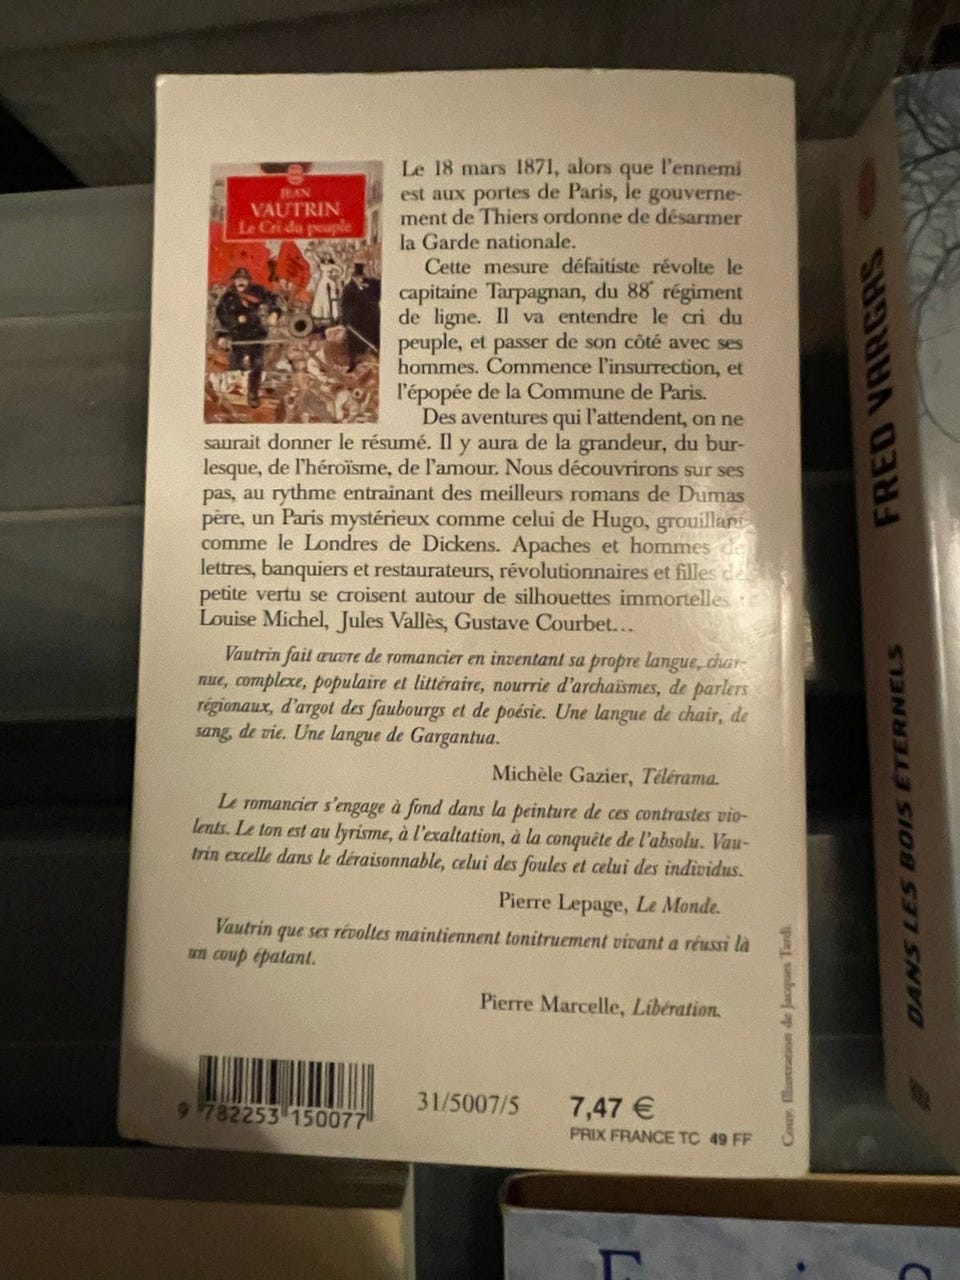 JEAN
VAUTRIN
Le Cri du peuple
Le 18 mars 1871, alors que l'ennemi
est aux portes de Paris, le gouverne-
ment de Thiers ordonne de désarmer
la Garde nationale.
Cette mesure défaitiste révolte le
capitaine Tarpagnan, du 88e régiment
de ligne. Il va entendre le cri du
peuple, et passer de son côté avec ses
hommes. Commence l'insurrection, et
l'épopée de la Commune de Paris.
Des aventures qui l'attendent, on ne
saurait donner le résumé. Il y aura de la grandeur, du bur-
lesque, de l'héroïsme, de l'amour. Nous découvrirons sur ses
pas, au rythme entraînant des meilleurs romans de Dumas
père, un Paris mystérieux comme celui de Hugo, grouillant
comme le Londres de Dickens. Apaches et hommes de
lettres, banquiers et restaurateurs, révolutionnaires et filles de
petite vertu se croisent autour de silhouettes immortelles :
Louise Michel, Jules Vallès, Gustave Courbet...
Vautrin fait œuvre de romancier en inventant sa propre langue, char-
nue, complexe, populaire et littéraire, nourrie d'archaïsmes, de parlers
régionaux, d'argot des faubourgs et de poésie. Une langue de chair, de
sang, de vie. Une langue de Gargantua.
Michèle Gazier, Télérama.
Le romancier s'engage à fond dans la peinture de ces contrastes vio-
lents. Le ton est au lyrisme, à l'exaltation, à la conquête de l'absolu. Vau-
trin excelle dans le déraisonnable, celui des foules et celui des individus.
Pierre Lepage, Le Monde.
Vautrin que ses révoltes maintiennent tonitruement vivant a réussi là
un coup épatant.
Pierre Marcelle, Libération.
Couv. Illustration de Jacques Tardi.
9 782253 150077
31/5007/5
7,47 €
PRIX FRANCE TC 49 FF
FRED VARGAS
DANS LES BOIS ÉTERNELS